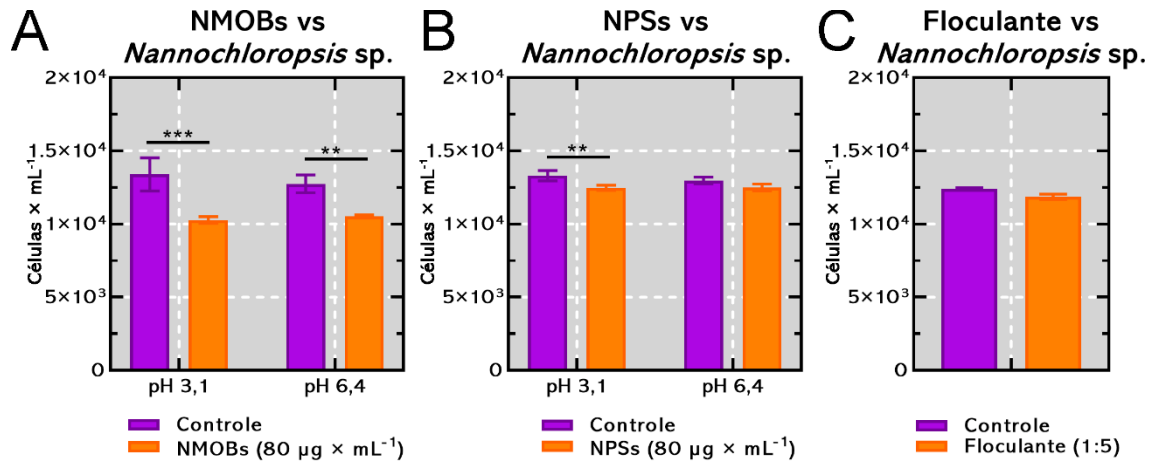 A
NMOBs vs
Nannochloropsis sp.
Células × mL⁻¹
2×10⁴
1.5×10⁴
1×10⁴
5×10³
0
***
**
pH 3,1
pH 6,4
Controle
NMOBs (80 µg × mL⁻¹)
B
NPSs vs
Nannochloropsis sp.
Células × mL⁻¹
2×10⁴
1.5×10⁴
1×10⁴
5×10³
0
**
pH 3,1
pH 6,4
Controle
NPSs (80 µg × mL⁻¹)
C
Floculante vs
Nannochloropsis sp.
Células × mL⁻¹
2×10⁴
1.5×10⁴
1×10⁴
5×10³
0
Controle
Floculante (1:5)